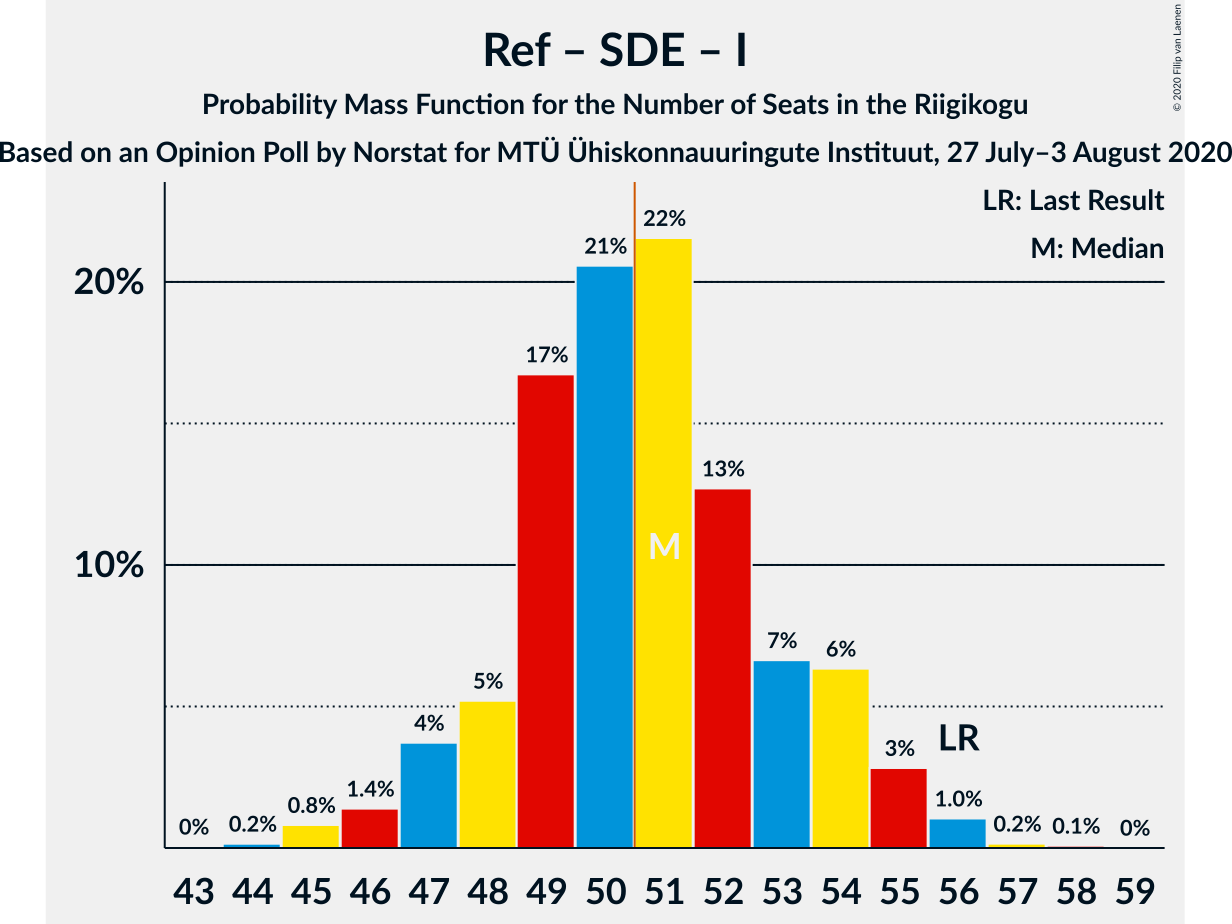 Ref – SDE – I
Probability Mass Function for the Number of Seats in the Riigikogu
Based on an Opinion Poll by Norstat for MTÜ Ühiskonnauuringute Instituut, 27 July–3 August 2020
© 2020 Filip van Laenen
LR: Last Result
M: Median
20%
10%
0% 0.2% 0.8% 1.4% 4% 5% 17% 21% 22% 13% 7% 6% 3% 1.0% 0.2% 0.1% 0%
M
LR
43 44 45 46 47 48 49 50 51 52 53 54 55 56 57 58 59